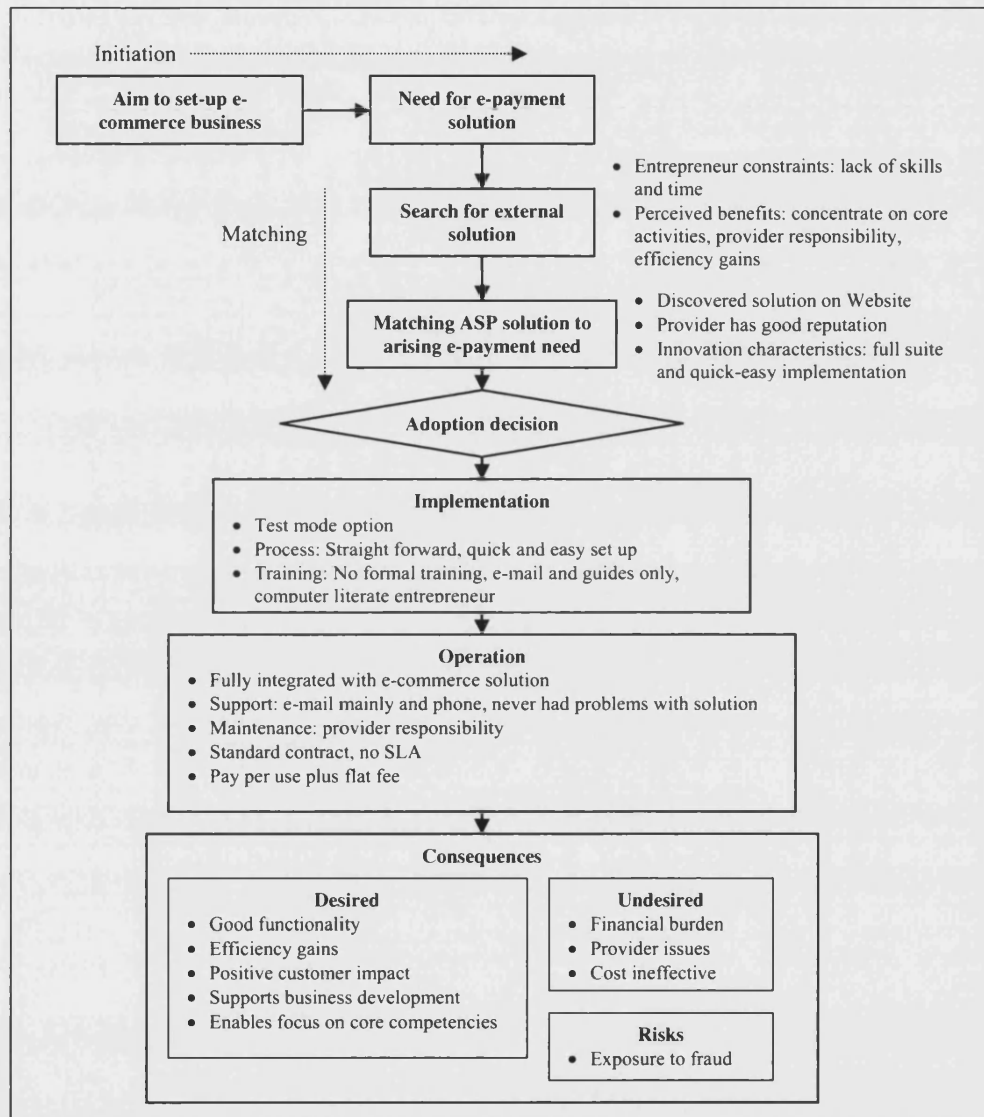 Initiation
Aim to set-up e-
commerce business
Need for e-payment
solution
Search for external
solution
• Entrepreneur constraints: lack of skills
and time
• Perceived benefits: concentrate on core
activities, provider responsibility,
efficiency gains
Matching
Matching ASP solution to
arising e-payment need
• Discovered solution on Website
• Provider has good reputation
• Innovation characteristics: full suite
and quick-easy implementation
Adoption decision
Implementation
• Test mode option
• Process: Straight forward, quick and easy set up
• Training: No formal training, e-mail and guides only,
computer literate entrepreneur
Operation
• Fully integrated with e-commerce solution
• Support: e-mail mainly and phone, never had problems with solution
• Maintenance: provider responsibility
• Standard contract, no SLA
• Pay per use plus flat fee
Consequences
Desired
• Good functionality
• Efficiency gains
• Positive customer impact
• Supports business development
• Enables focus on core competencies
Undesired
• Financial burden
• Provider issues
• Cost ineffective
Risks
• Exposure to fraud